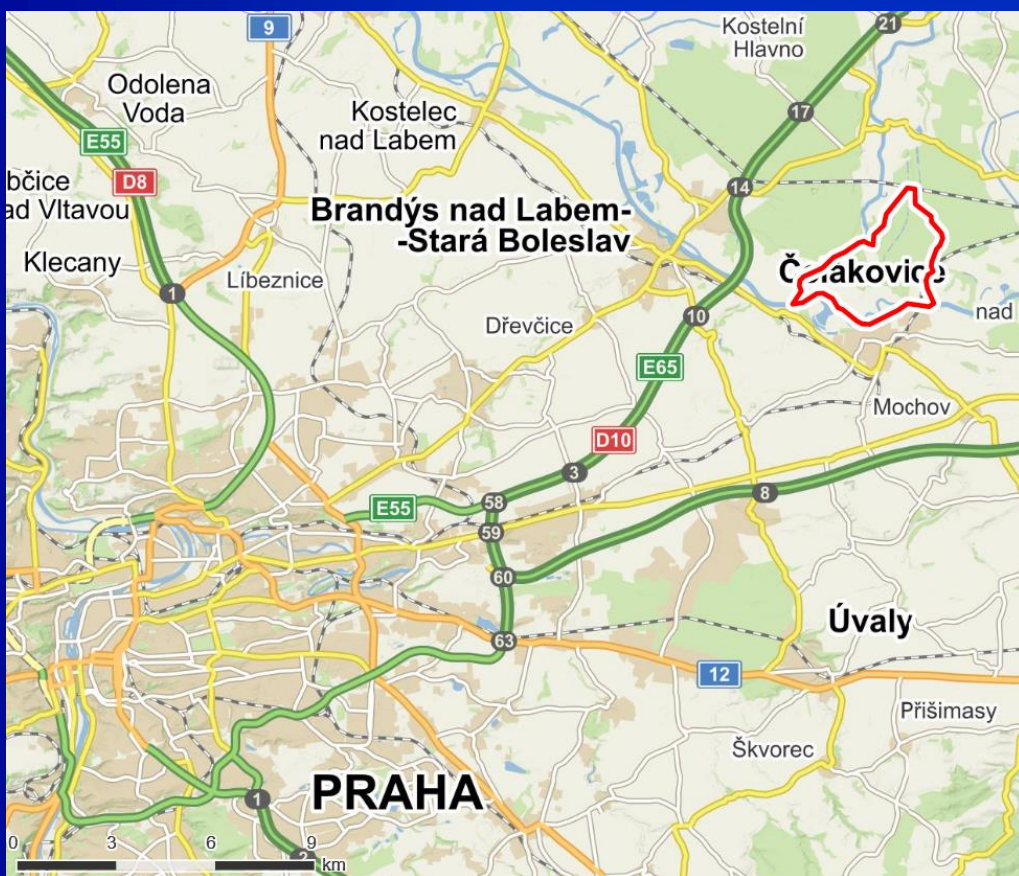 9
Kostelní
Hlavno
21
Odolena
Voda
17
Kostelec
nad Labem
E55
D8
14
bčice
ad Vltavou
Brandýs nad Labem-
-Stará Boleslav
Klecany
Líbeznice
1
Čelákovice
nad
10
Dřevčice
E65
Mochov
D10
3
8
E55
58
59
60
63
Úvaly
12
Přišimasy
Škvorec
PRAHA
1
2
0 3 6 9
km